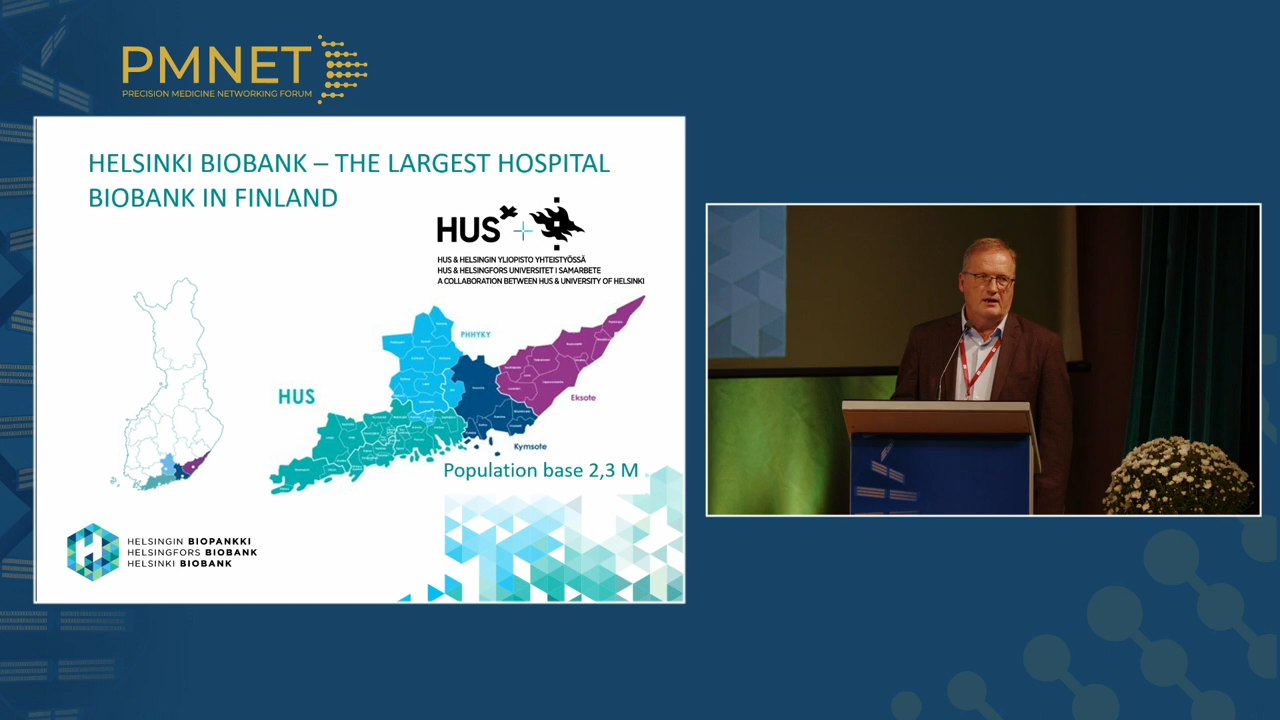 PMNET
PRECISION MEDICINE NETWORKING FORUM
HELSINKI BIOBANK – THE LARGEST HOSPITAL
BIOBANK IN FINLAND
HUS
HUS & HELSINGIN YLIOPISTO YHTEISTYÖSSÄ
HUS & HELSINGFORS UNIVERSITET I SAMARBETE
A COLLABORATION BETWEEN HUS & UNIVERSITY OF HELSINKI
PHHYKY
HUS
Eksote
Kymsote
Population base 2,3 M
HELSINGIN BIOPANKKI
HELSINGFORS BIOBANK
HELSINKI BIOBANK